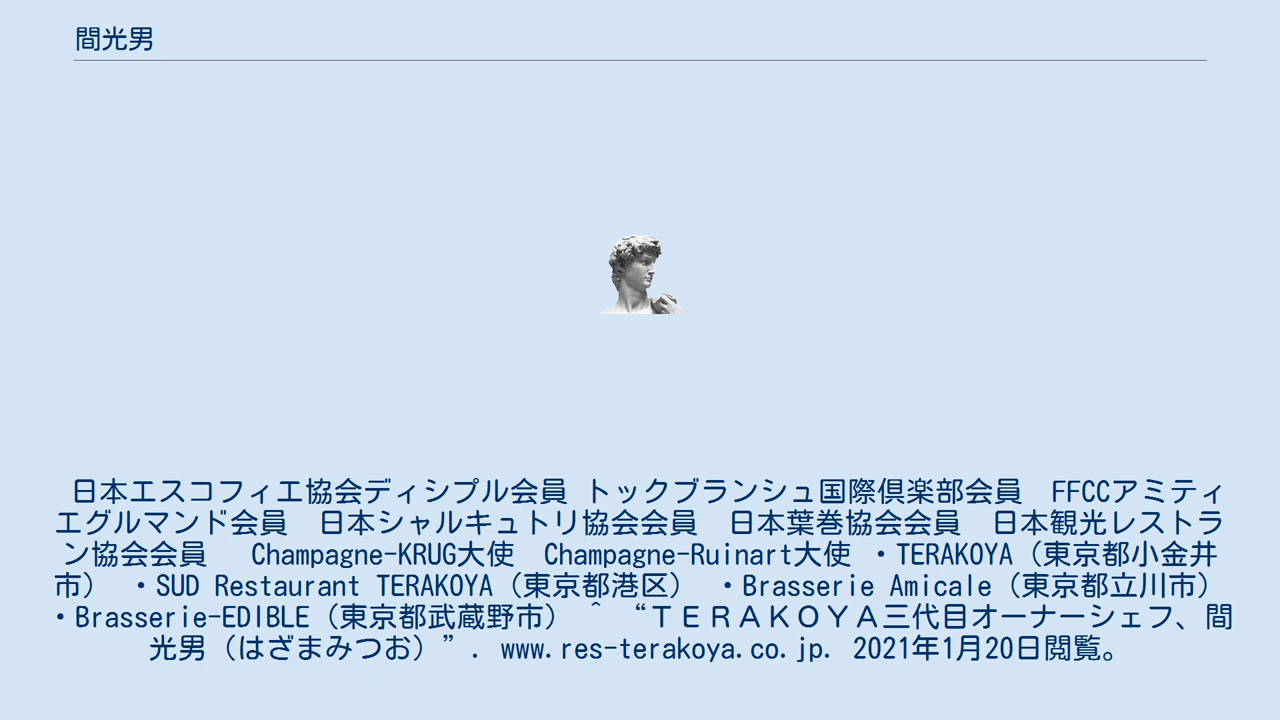 間光男
日本エスコフィエ協会ディシプル会員 トックブランシュ国際倶楽部会員　FFCCアミティ
エグルマンド会員　日本シャルキュトリ協会会員　日本葉巻協会会員　日本観光レストラ
ン協会会員　 Champagne-KRUG大使　Champagne-Ruinart大使 ・TERAKOYA（東京都小金井
市） ・SUD Restaurant TERAKOYA（東京都港区） ・Brasserie Amicale（東京都立川市）
・Brasserie-EDIBLE（東京都武蔵野市） ^ “ＴＥＲＡＫＯＹＡ三代目オーナーシェフ、間
光男（はざまみつお）”. www.res-terakoya.co.jp. 2021年1月20日閲覧。